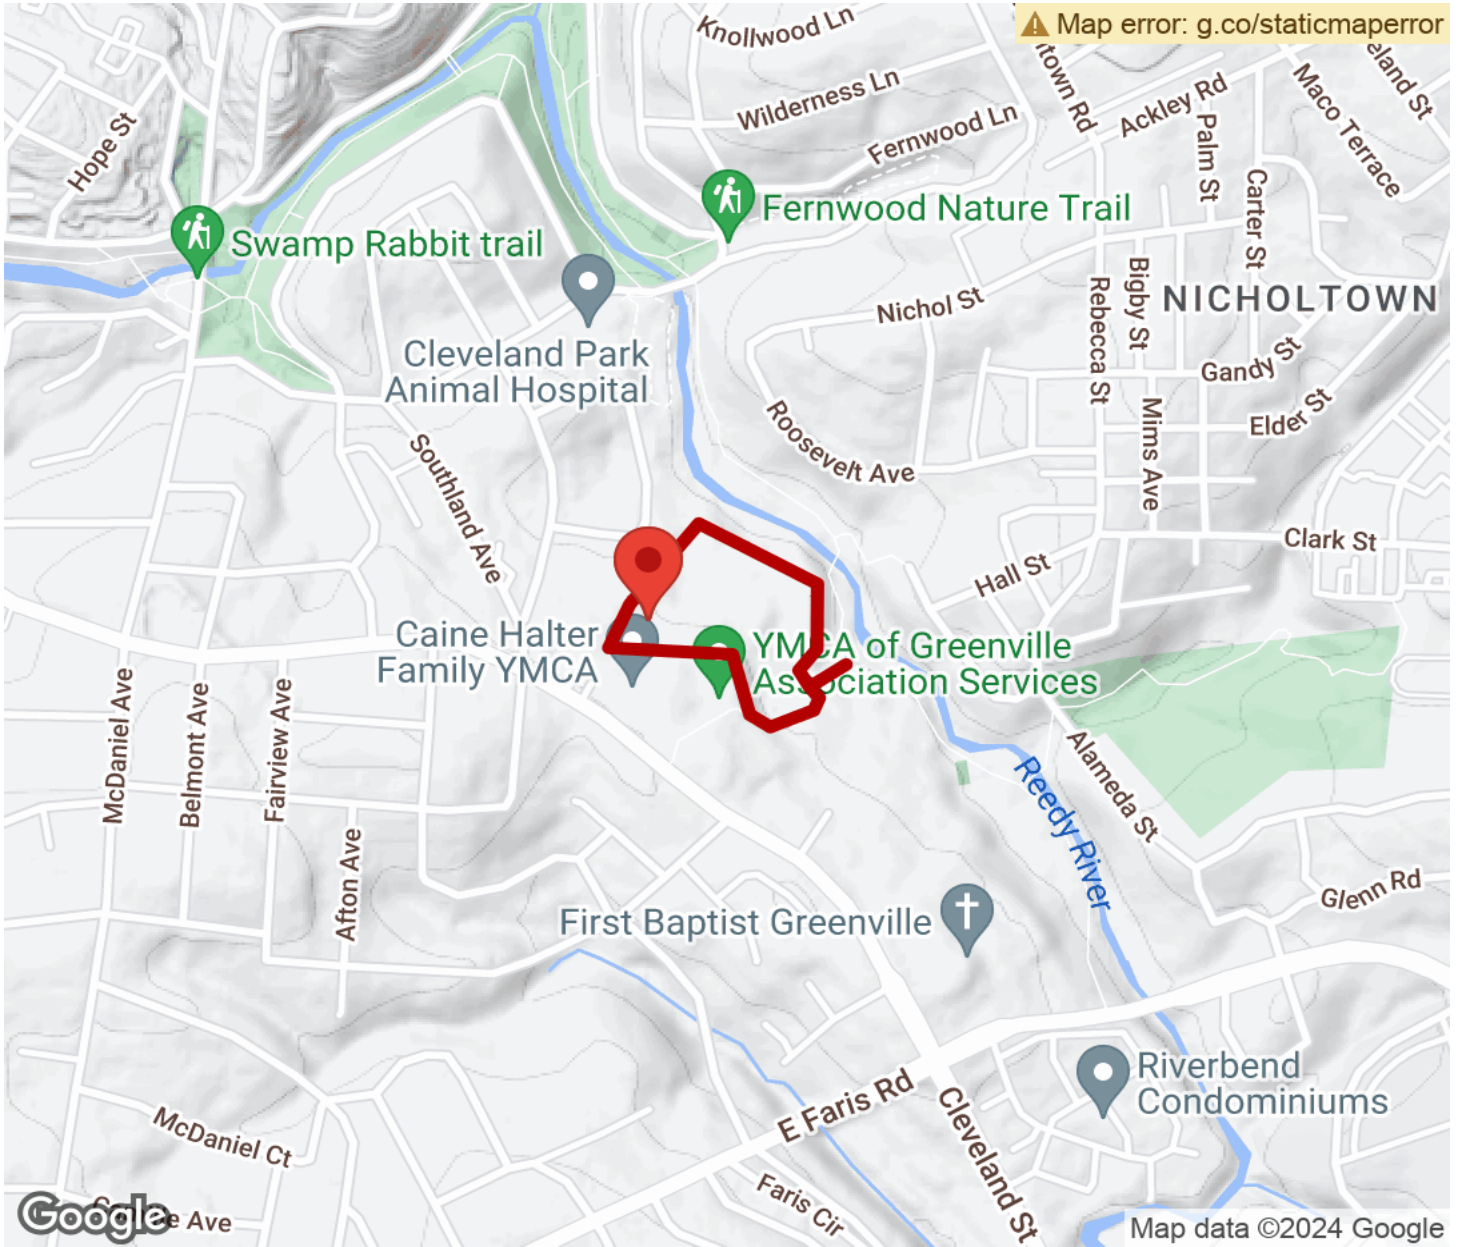 Knollwood Ln
Map error: g.co/staticmaperror
Wilderness Ln
Fernwood Ln
Ackley Rd
Palm St
Maco Terrace
Hope St
Carter St
Fernwood Nature Trail
Swamp Rabbit trail
Nichol St
Rebecca St
Bigby St
NICHOLTOWN
Cleveland Park
Animal Hospital
Gandy St
Elder St
Mims Ave
Roosevelt Ave
Southland Ave
Clark St
Hall St
Caine Halter
Family YMCA
YMCA of Greenville
Association Services
McDaniel Ave
Belmont Ave
Fairview Ave
Afton Ave
Reedy River
Alameda St
Glenn Rd
First Baptist Greenville
Riverbend
Condominiums
E Faris Rd
Cleveland St
McDaniel Ct
Faris Cir
Google
Ave
Map data ©2024 Google